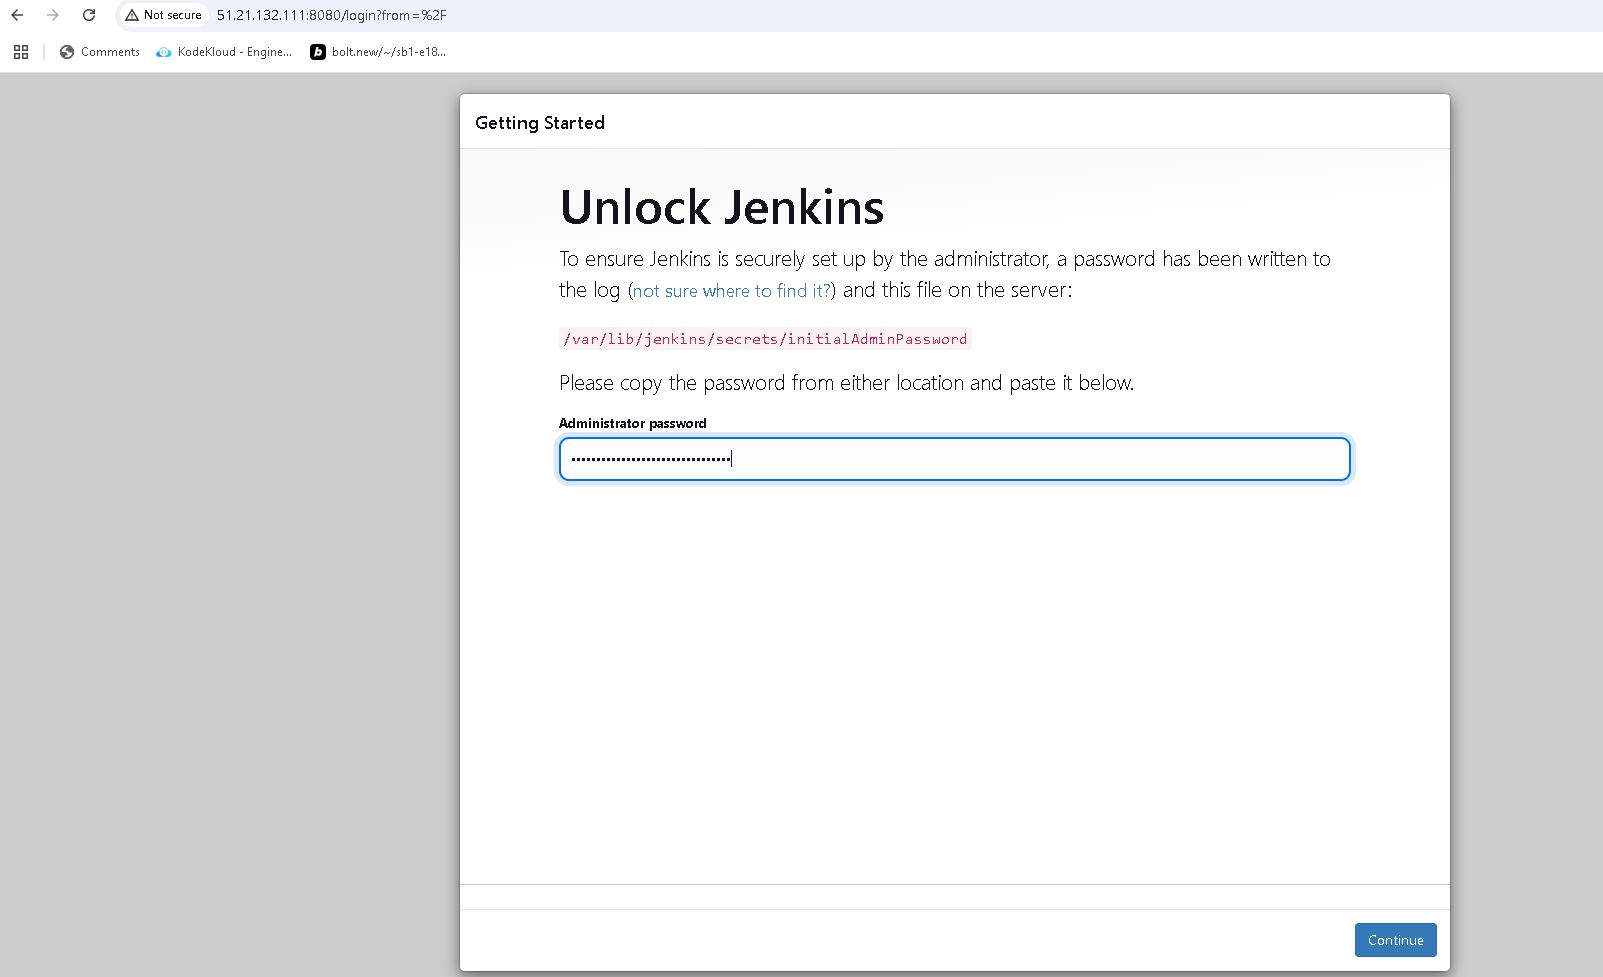 Not secure 51.21.132.111:8080/login?from=%2F
Comments KodeKloud - Engine... bolt.new/~/sb1-e18...
Getting Started
Unlock Jenkins
To ensure Jenkins is securely set up by the administrator, a password has been written to
the log (not sure where to find it?) and this file on the server:
/var/lib/jenkins/secrets/initialAdminPassword
Please copy the password from either location and paste it below.
Administrator password
Continue